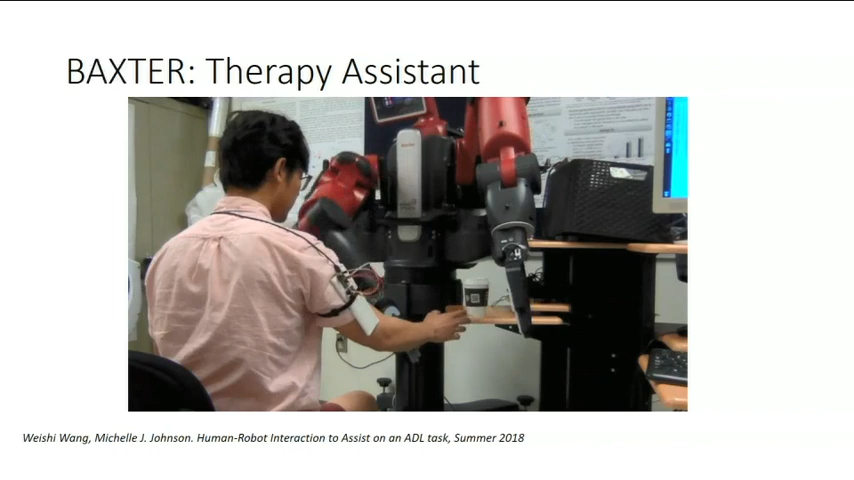 BAXTER: Therapy Assistant
Weishi Wang, Michelle J. Johnson. Human-Robot Interaction to Assist on an ADL task, Summer 2018